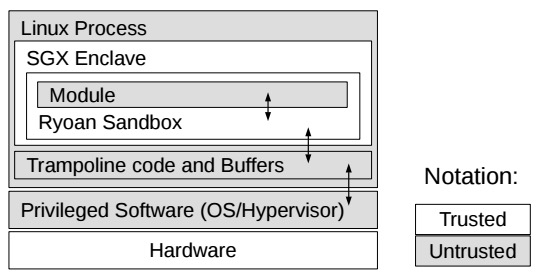 Linux Process
SGX Enclave
Module
Ryoan Sandbox
Trampoline code and Buffers
Privileged Software (OS/Hypervisor)
Hardware
Notation:
Trusted
Untrusted